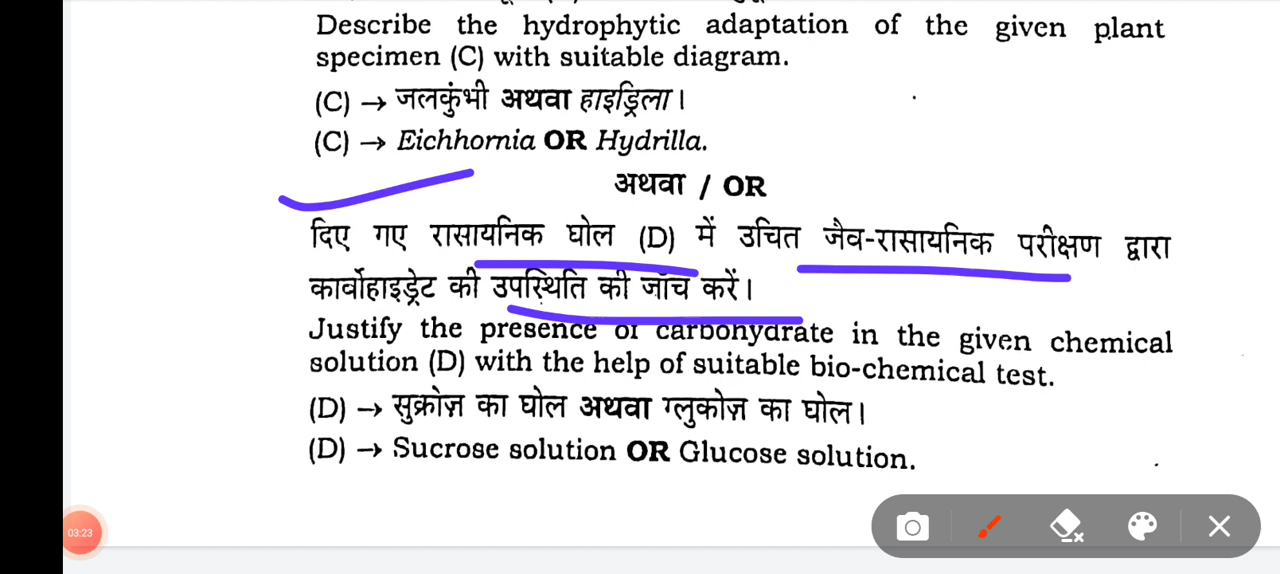 Describe the hydrophytic adaptation of the given plant
specimen (C) with suitable diagram.
(C) → जलकुंभी अथवा हाइड्रिला।
(C) → Eichhornia OR Hydrilla.
अथवा / OR
दिए गए रासायनिक घोल (D) में उचित जैव-रासायनिक परीक्षण द्वारा
कार्वोहाइड्रेट की उपस्थिति की जाँच करें।
Justify the presence of carbohydrate in the given chemical
solution (D) with the help of suitable bio-chemical test.
(D) → सुक्रोज़ का घोल अथवा ग्लुकोज़ का घोल।
(D) → Sucrose solution OR Glucose solution.
03:23